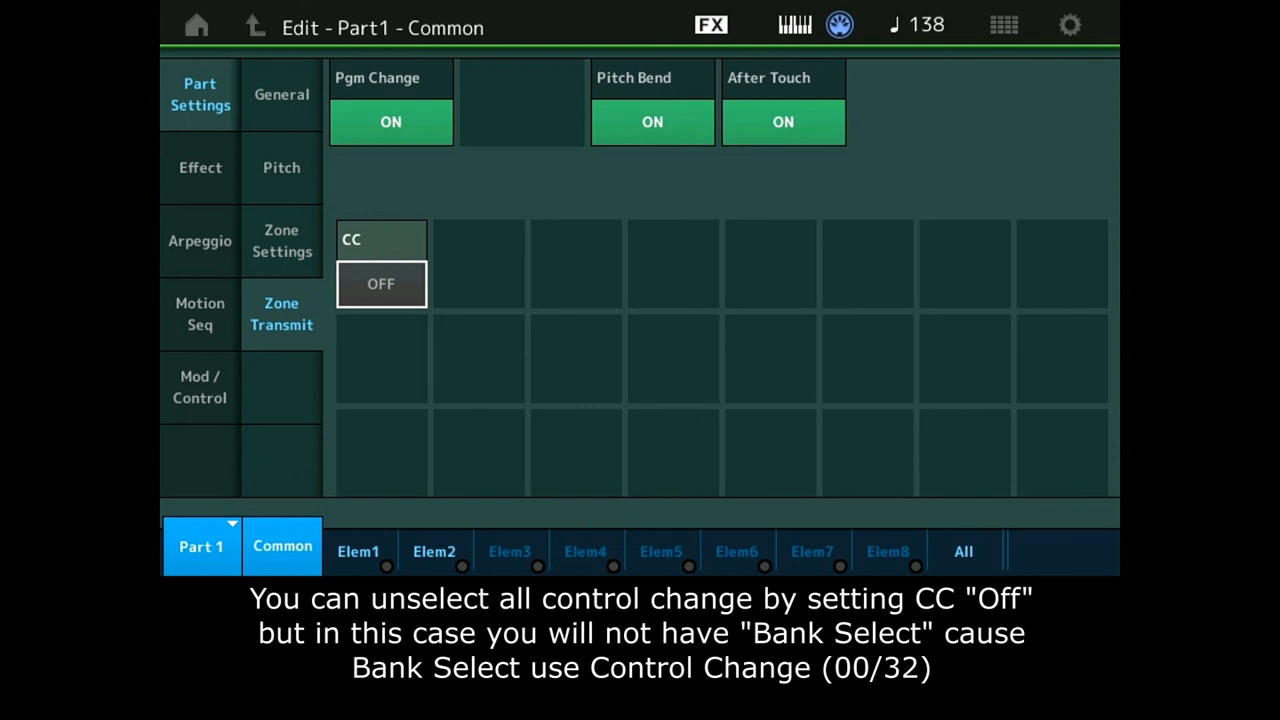 Edit - Part1 - Common
FX
♩ 138
Part
Settings
General
Pgm Change
ON
Pitch Bend
ON
After Touch
ON
Effect
Pitch
Arpeggio
Zone
Settings
CC
OFF
Motion
Seq
Zone
Transmit
Mod /
Control
Part 1
Common
Elem1
Elem2
Elem3
Elem4
Elem5
Elem6
Elem7
Elem8
All
You can unselect all control change by setting CC "Off"
but in this case you will not have "Bank Select" cause
Bank Select use Control Change (00/32)